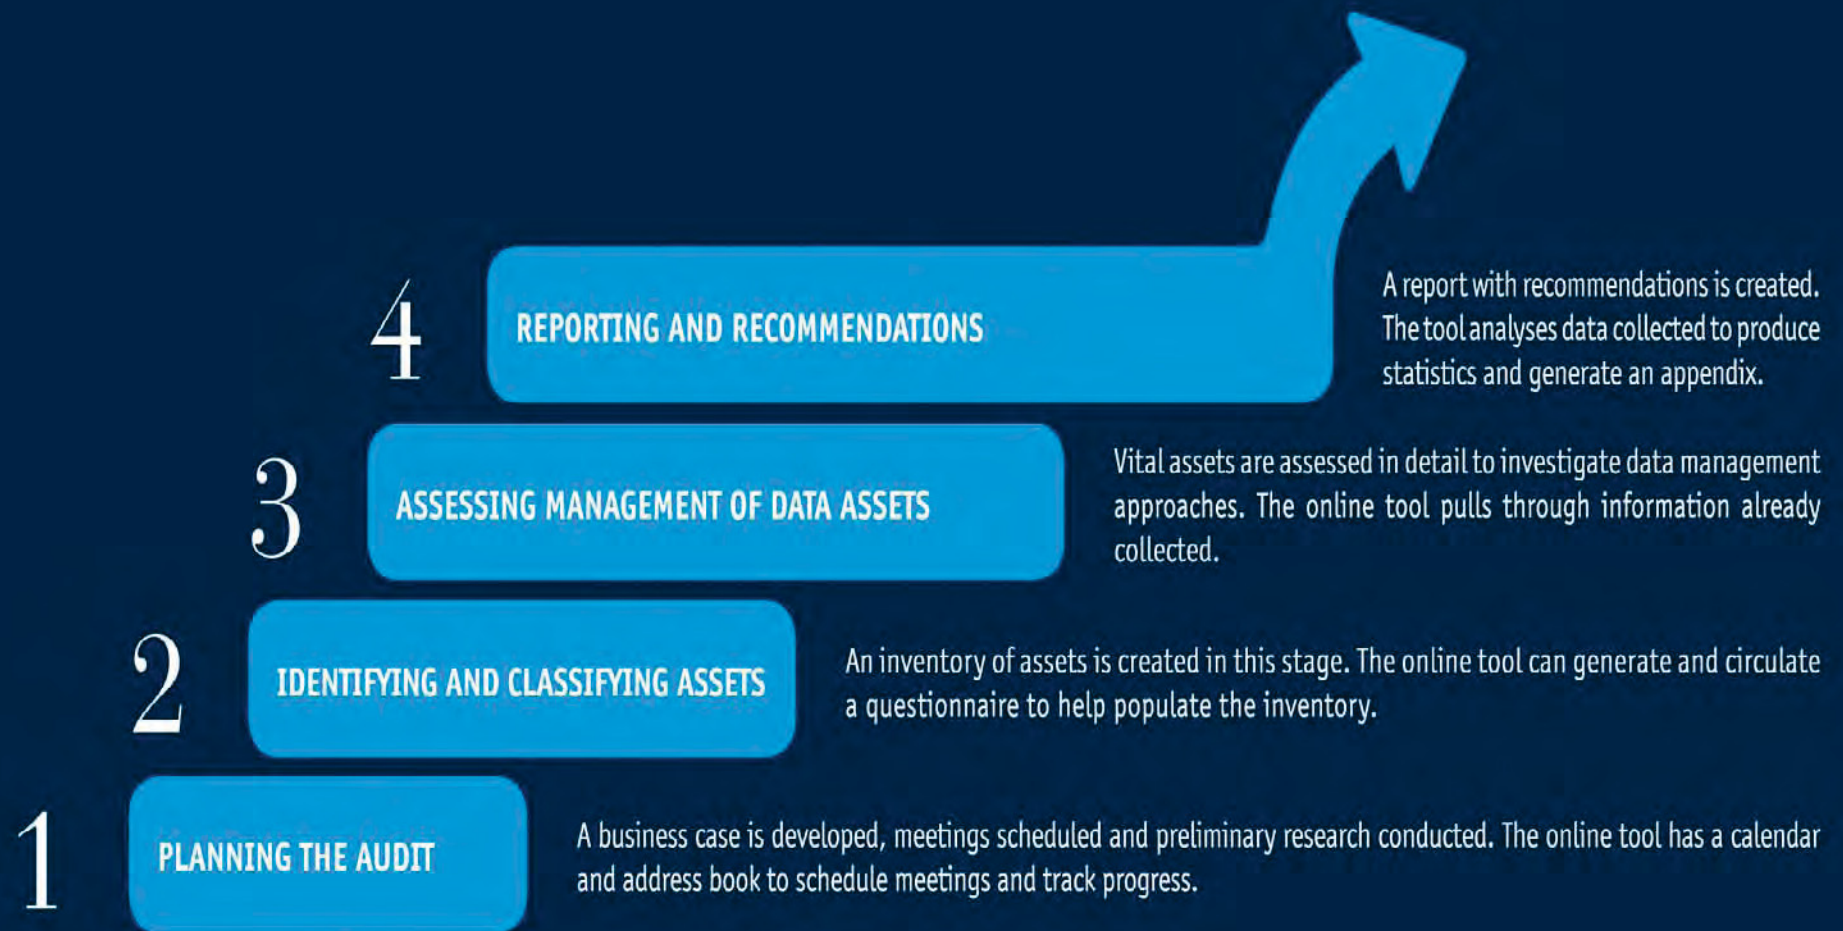 4
REPORTING AND RECOMMENDATIONS
A report with recommendations is created.
The tool analyses data collected to produce
statistics and generate an appendix.
3
ASSESSING MANAGEMENT OF DATA ASSETS
Vital assets are assessed in detail to investigate data management
approaches. The online tool pulls through information already
collected.
2
IDENTIFYING AND CLASSIFYING ASSETS
An inventory of assets is created in this stage. The online tool can generate and circulate
a questionnaire to help populate the inventory.
1
PLANNING THE AUDIT
A business case is developed, meetings scheduled and preliminary research conducted. The online tool has a calendar
and address book to schedule meetings and track progress.